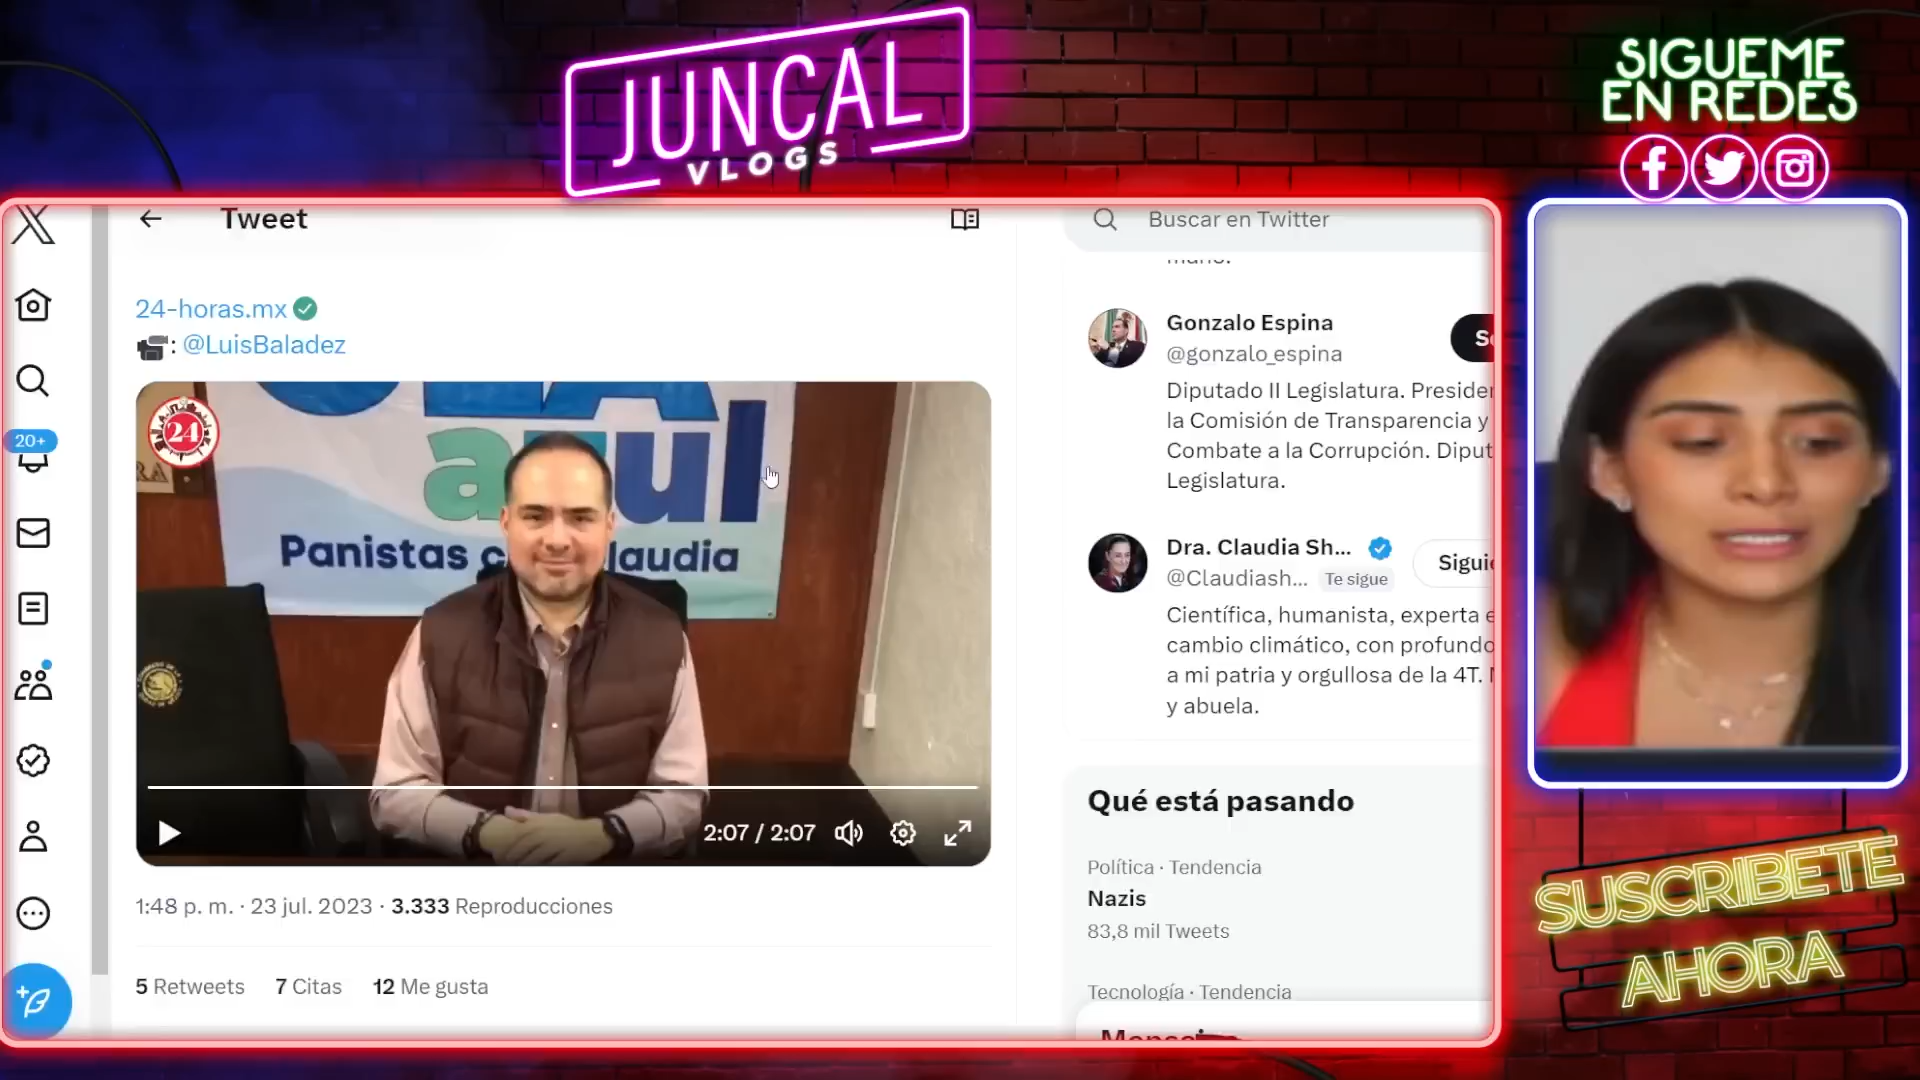 JUNCAL
VLOGS
SIGUEME
EN REDES
Tweet
Buscar en Twitter
24-horas.mx
: @LuisBaladez
20+
24
azul
Panistas
laudia
2:07 / 2:07
1:48 p. m. · 23 jul. 2023 · 3.333 Reproducciones
5 Retweets 7 Citas 12 Me gusta
Gonzalo Espina
@gonzalo_espina
Diputado II Legislatura.
la Comisión de Transparencia y
Combate a la Corrupción.
Legislatura.
Dra. Claudia Sh...
@Claudiash... Te sigue
Científica, humanista, experta
cambio climático, con profundo
a mi patria y orgullosa de la 4T.
y abuela.
Qué está pasando
Política · Tendencia
Nazis
83,8 mil Tweets
Tecnología · Tendencia
SUSCRIBETE
AHORA